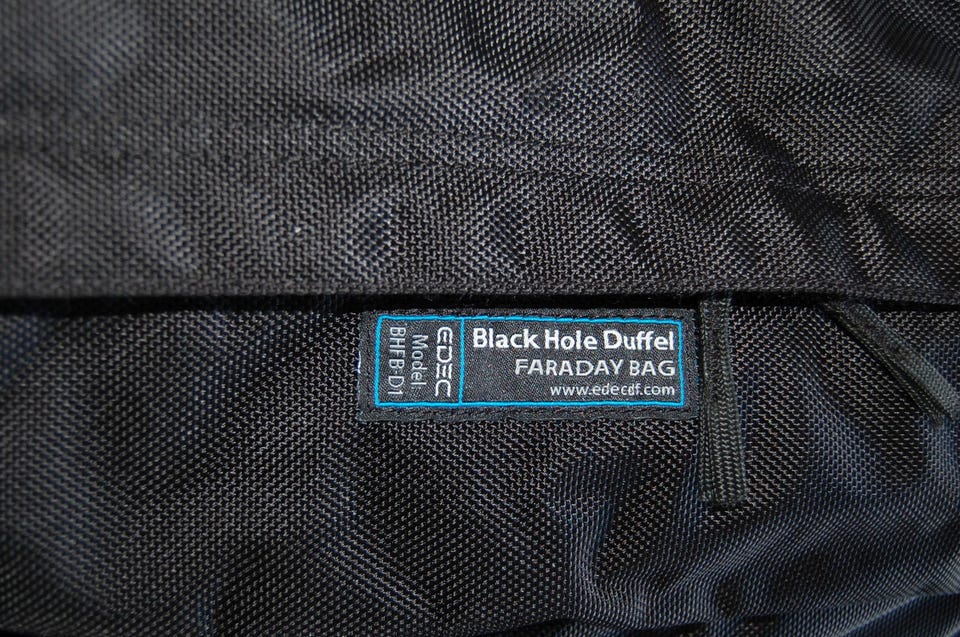 EDEC
Model:
BHFB-D1
Black Hole Duffel
FARADAY BAG
www.edecdf.com